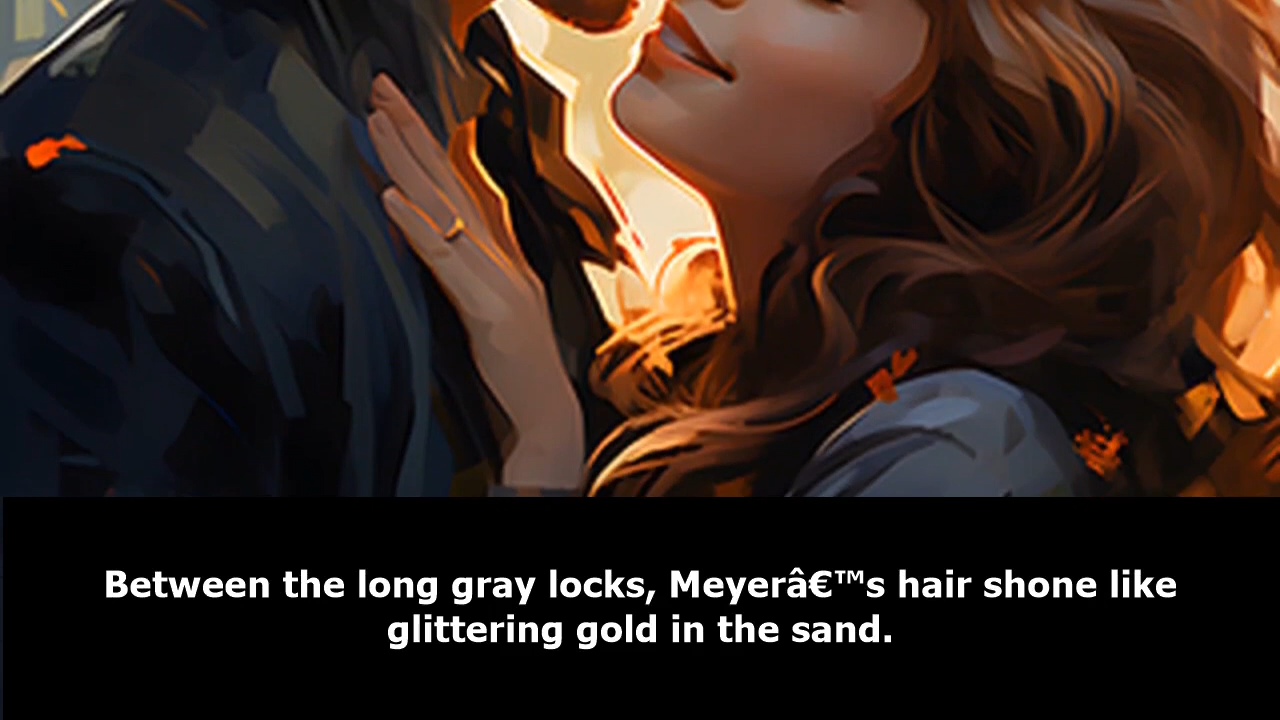 Between the long gray locks, Meyerâ€™s hair shone like
glittering gold in the sand.